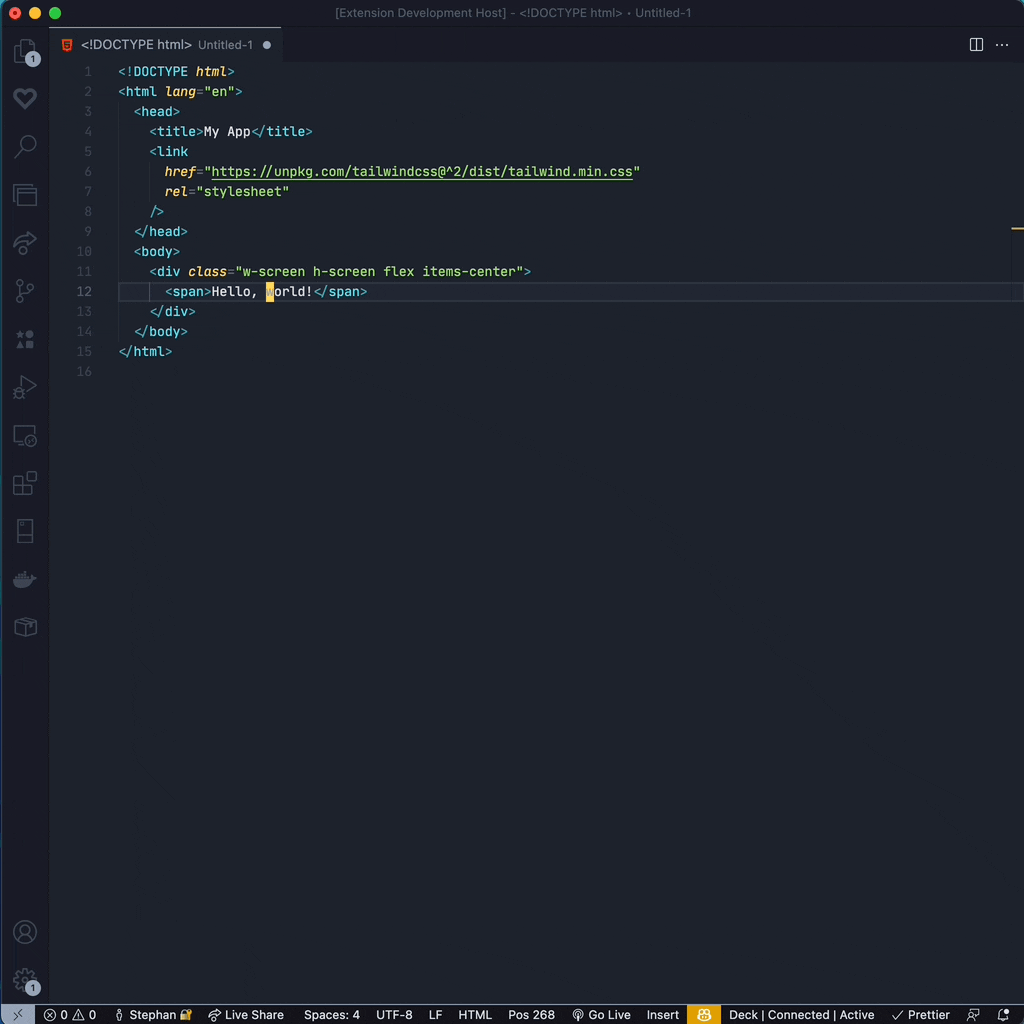 [Extension Development Host] - <!DOCTYPE html> • Untitled-1
<!DOCTYPE html> Untitled-1 ●
1 <!DOCTYPE html>
2 <html lang="en">
3 <head>
4 <title>My App</title>
5 <link
6 href="https://unpkg.com/tailwindcss@^2/dist/tailwind.min.css"
7 rel="stylesheet"
8 />
9 </head>
10 <body>
11 <div class="w-screen h-screen flex items-center">
12 <span>Hello, world!</span>
13 </div>
14 </body>
15 </html>
16
1
1
0 0 Stephan Live Share Spaces: 4 UTF-8 LF HTML Pos 268 Go Live Insert Deck | Connected | Active Prettier